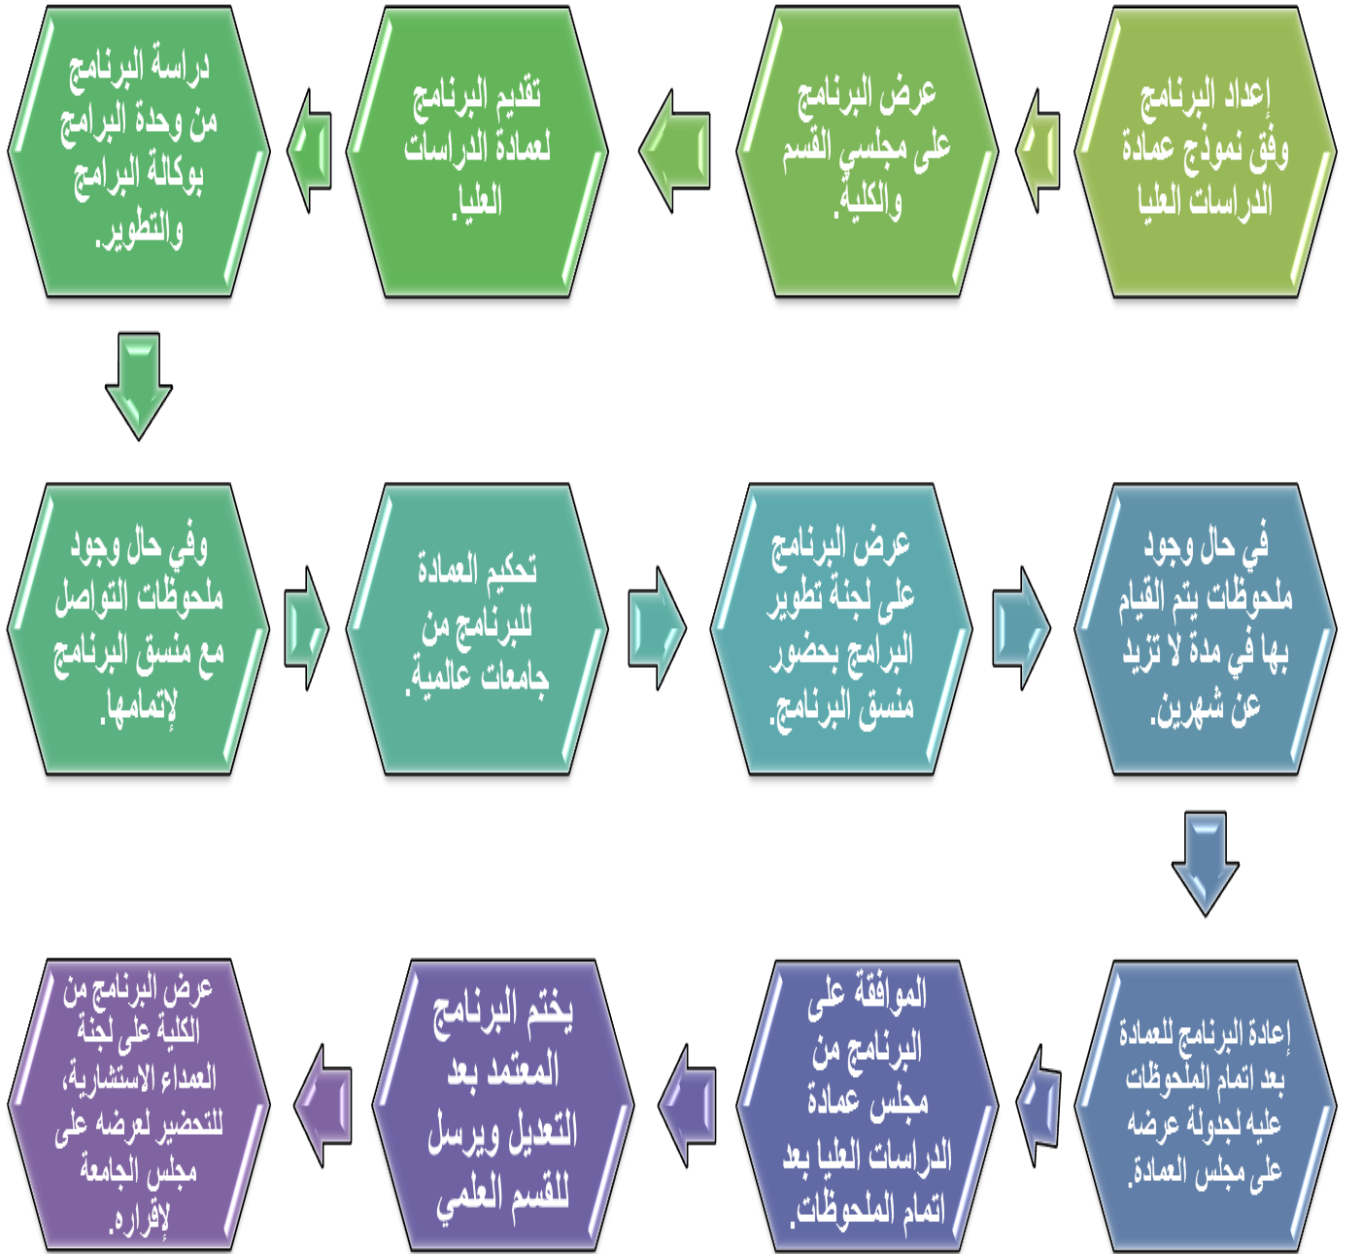 إعداد البرنامج
وفق نموذج عمادة
الدراسات العليا
عرض البرنامج
على مجلسي القسم
والكلية.
تقديم البرنامج
لعمادة الدراسات
العليا.
دراسة البرنامج
من وحدة البرامج
بوكالة البرامج
والتطوير.
وفي حال وجود
ملحوظات التواصل
مع منسق البرنامج
لإتمامها.
تحكيم العمادة
للبرنامج من
جامعات عالمية.
عرض البرنامج
على لجنة تطوير
البرامج بحضور
منسق البرنامج.
في حال وجود
ملحوظات يتم القيام
بها في مدة لا تزيد
عن شهرين.
إعادة البرنامج للعمادة
بعد اتمام الملحوظات
عليه لجدولة عرضه
على مجلس العمادة.
الموافقة على
البرنامج من
مجلس عمادة
الدراسات العليا بعد
اتمام الملحوظات.
يختم البرنامج
المعتمد بعد
التعديل ويرسل
للقسم العلمي
عرض البرنامج من
الكلية على لجنة
العمداء الاستشارية،
للتحضير لعرضه على
مجلس الجامعة
لإقراره.